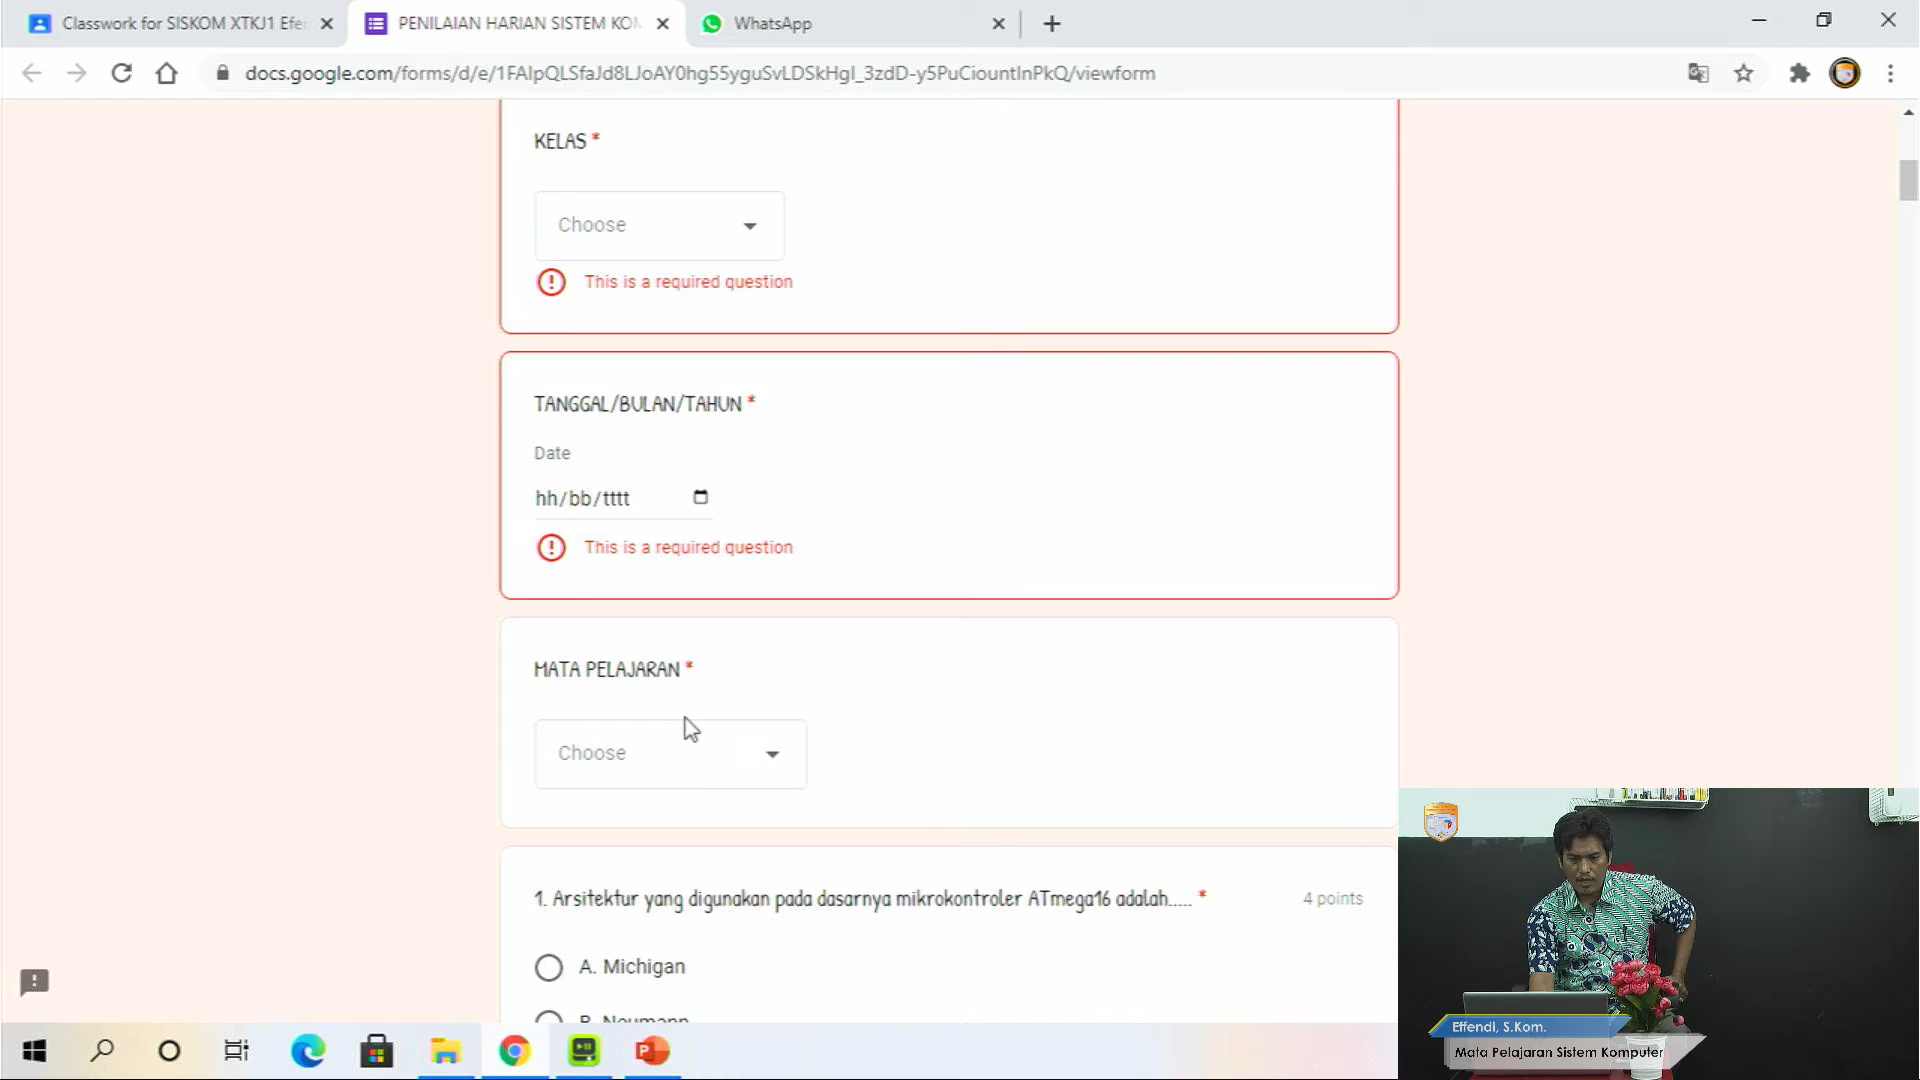 Classwork for SISKOM XTKJ1 Efe
PENILAIAN HARIAN SISTEM KOM
WhatsApp
docs.google.com/forms/d/e/1FAIpQLSfaJd8LJoAY0hg55yguSvLDSkHgI_3zdD-y5PuCiountInPkQ/viewform
KELAS *
Choose
This is a required question
TANGGAL/BULAN/TAHUN *
Date
hh/bb/tttt
This is a required question
MATA PELAJARAN *
Choose
1. Arsitektur yang digunakan pada dasarnya mikrokontroler ATmega16 adalah..... *
4 points
A. Michigan
B. Neumann
Effendi, S.Kom.
Mata Pelajaran Sistem Komputer